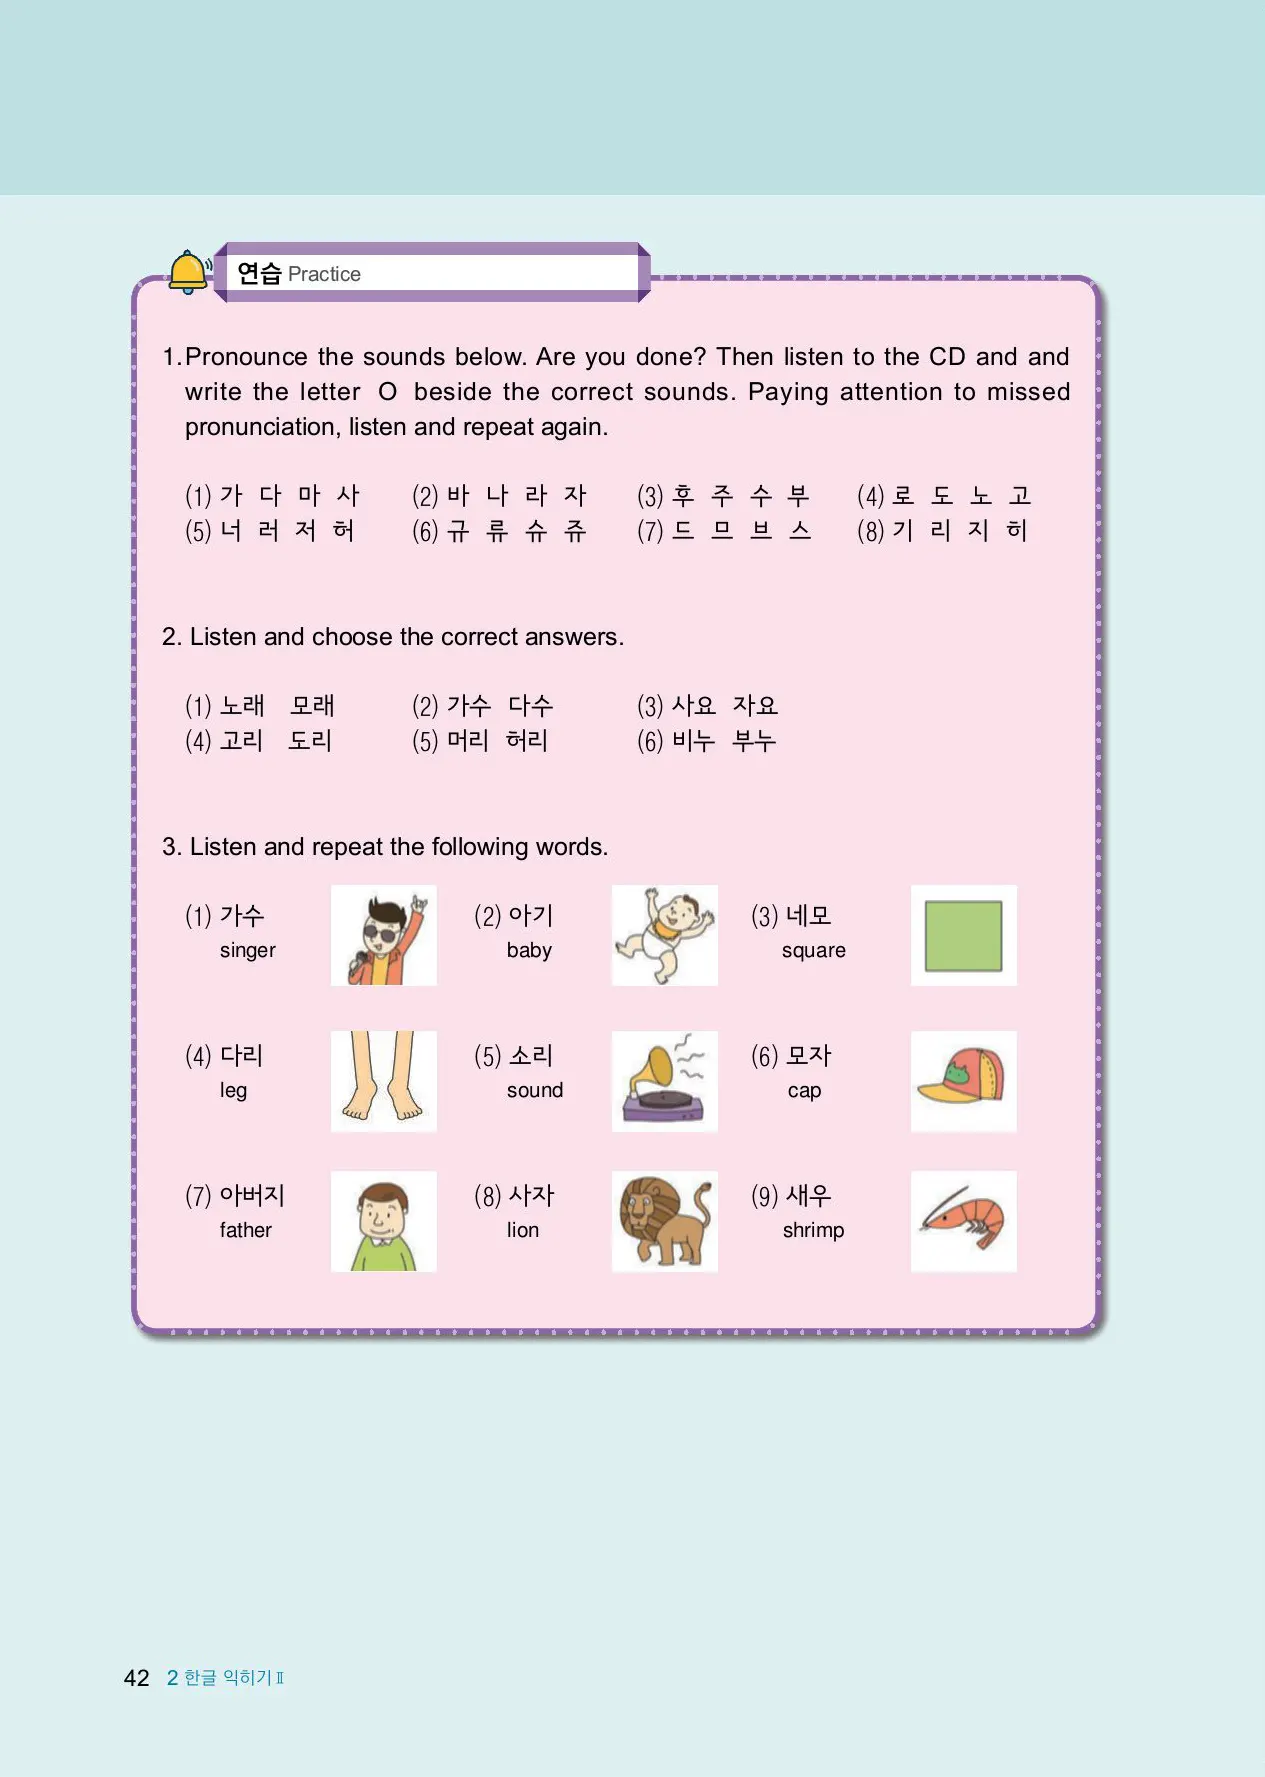 연습 Practice
1.Pronounce the sounds below. Are you done? Then listen to the CD and and
write the letter O beside the correct sounds. Paying attention to missed
pronunciation, listen and repeat again.
(1) 가 다 마 사 (2) 바 나 라 자 (3) 후 주 수 부 (4) 로 도 노 고
(5) 너 러 저 허 (6) 규 류 슈 쥬 (7) 드 므 브 스 (8) 기 리 지 히
2. Listen and choose the correct answers.
(1) 노래 모래 (2) 가수 다수 (3) 사요 자요
(4) 고리 도리 (5) 머리 허리 (6) 비누 부누
3. Listen and repeat the following words.
(1) 가수 (2) 아기 (3) 네모
singer baby square
(4) 다리 (5) 소리 (6) 모자
leg sound cap
(7) 아버지 (8) 사자 (9) 새우
father lion shrimp
42 2 한글 익히기 Ⅱ